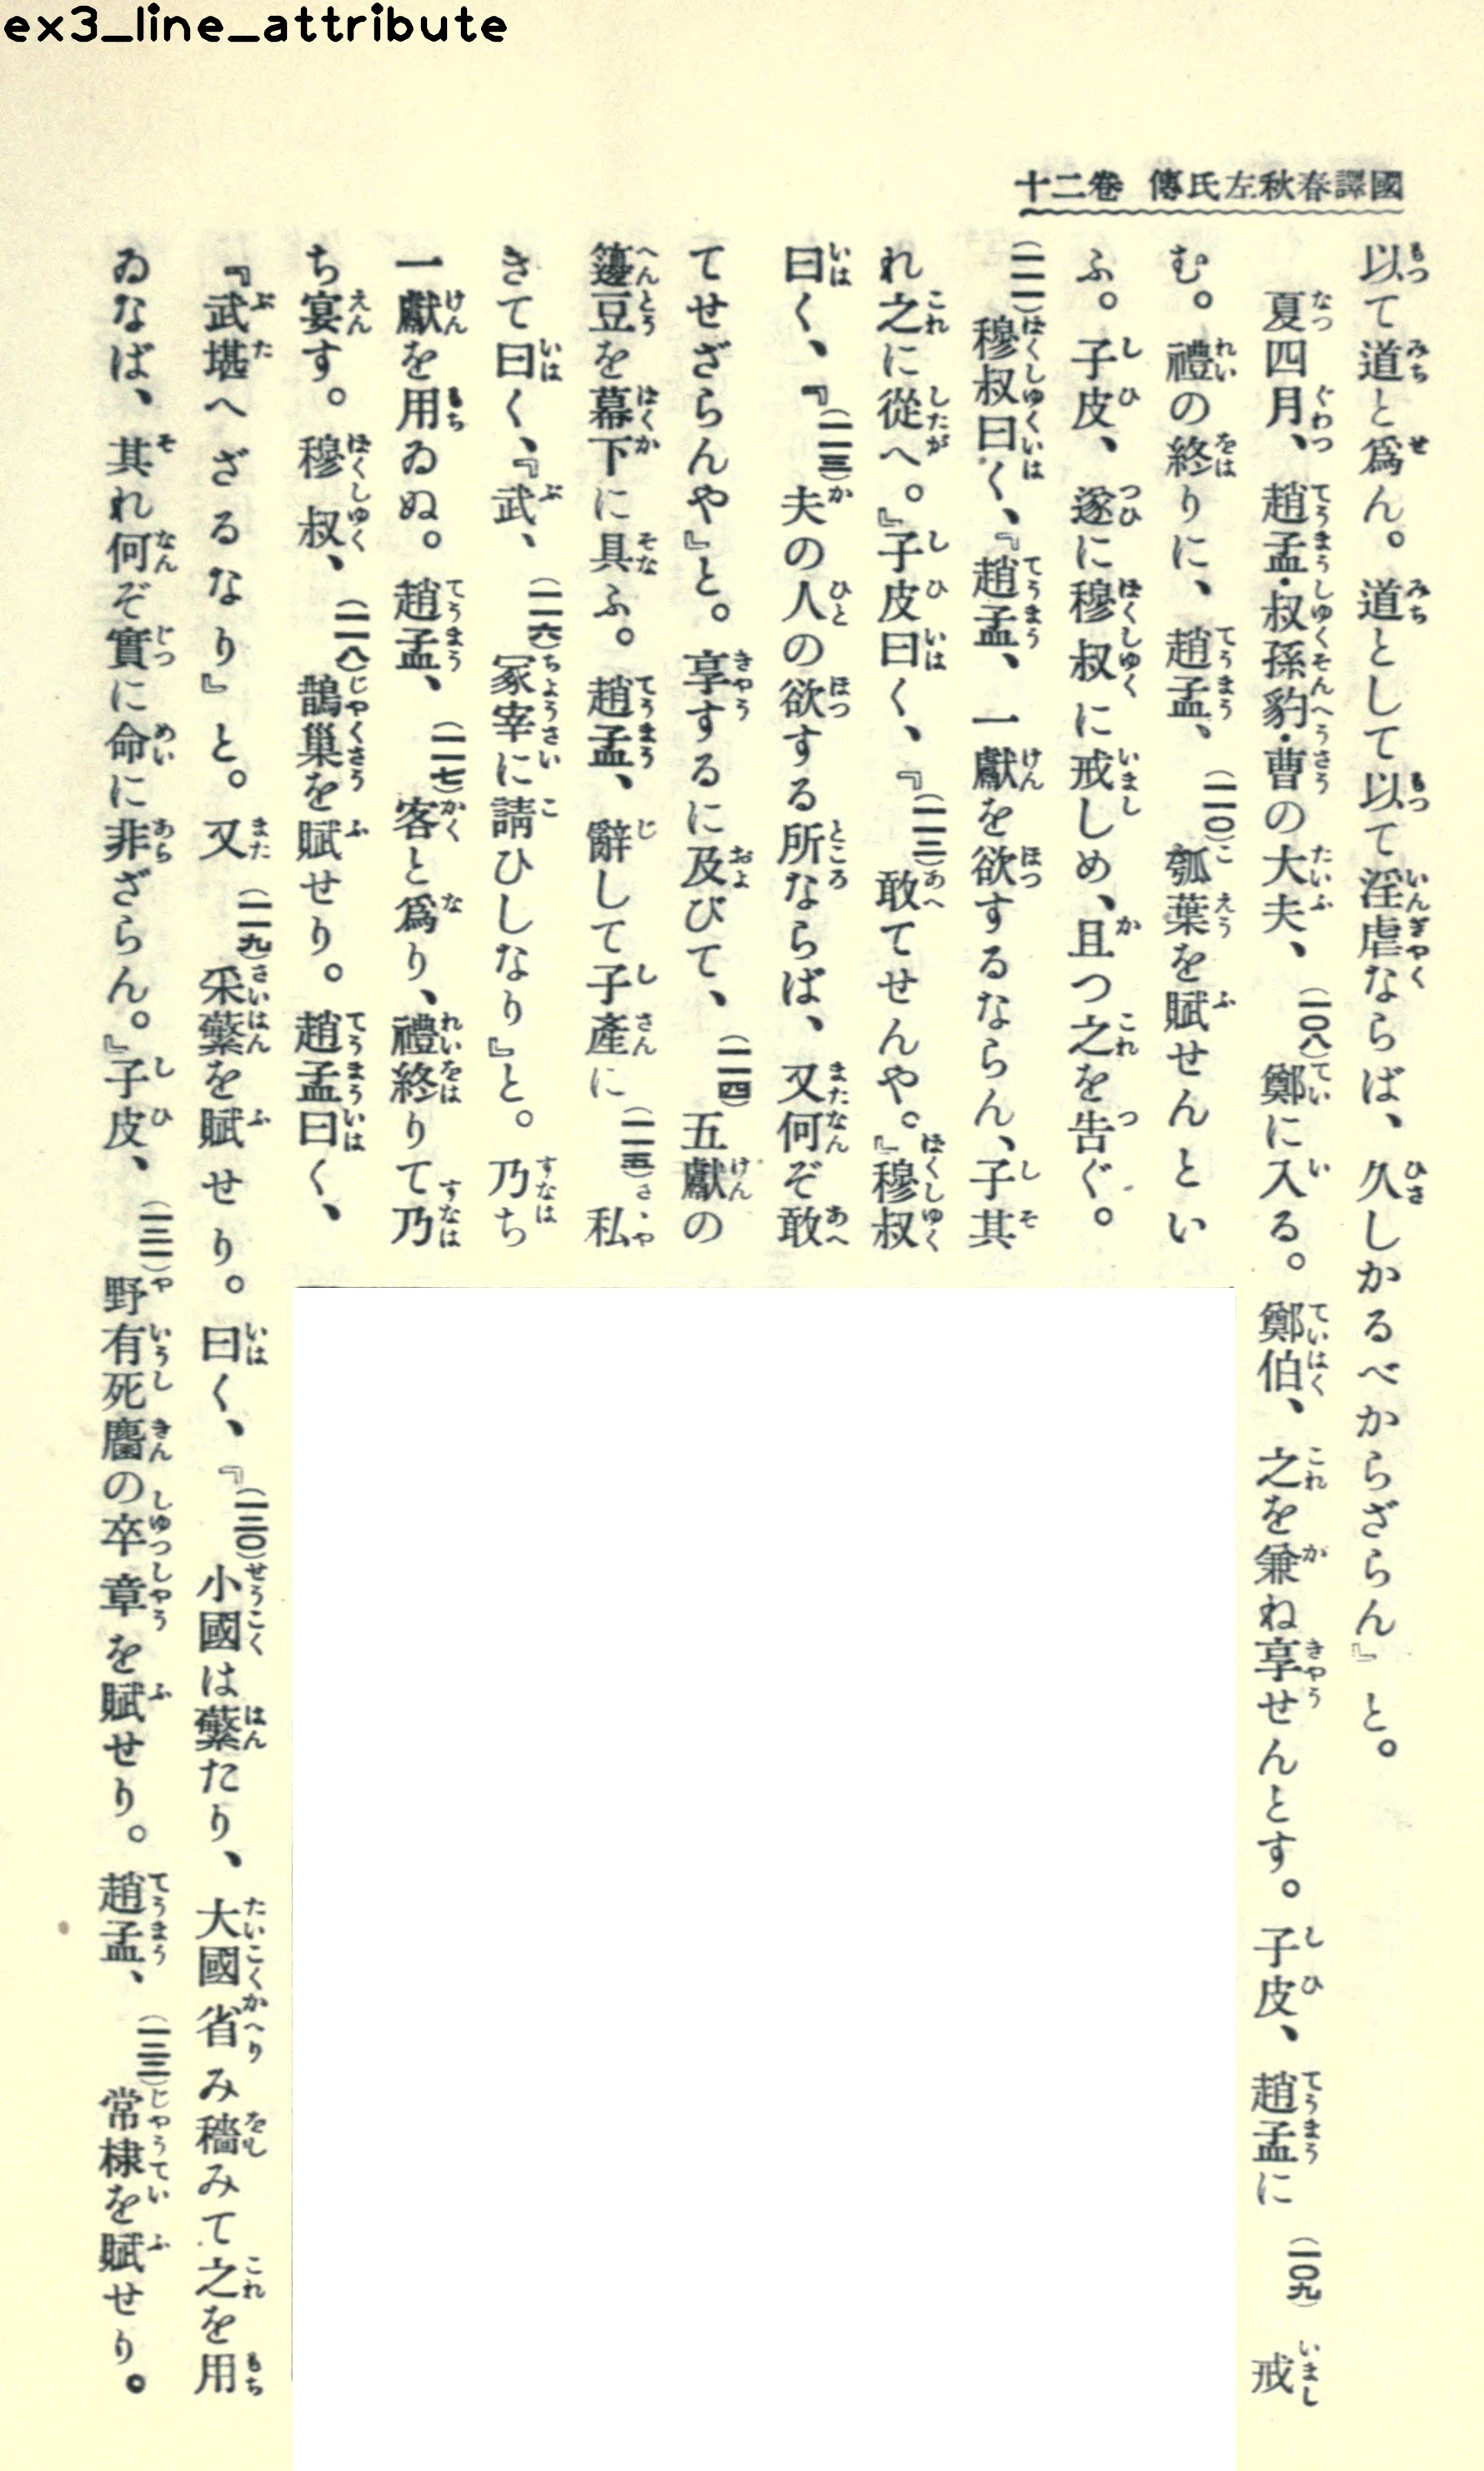 ex3_line_attribute
國譯春秋左氏傳 卷二十
以て道と爲ん。道として以て淫虐ならば、久しかるべからざらん』と。
夏四月、趙孟・叔孫豹・曹の大夫、(一〇八)鄭に入る。鄭伯、之を兼ね享せんとす。子皮、趙孟に(一〇九)戒
む。禮の終りに、趙孟、(一一〇)瓠葉を賦せんとい
ふ。子皮、遂に穆叔に戒しめ、且つ之を告ぐ。
(一一一)穆叔曰く、『趙孟、一獻を欲するならん、子其
れ之に從へ。』子皮曰く、『(一一二)敢てせんや。』穆叔
曰く、『(一一三)夫の人の欲する所ならば、又何ぞ敢
てせざらんや』と。享するに及びて、(一一四)五獻の
籩豆を幕下に具ふ。趙孟、辭して子產に(一一五)私
きて曰く、『武、(一一六)冢宰に請ひしなり』と。乃ち
一獻を用ゐぬ。趙孟、(一一七)客と爲り、禮終りて乃
ち宴す。穆叔、(一一八)鵲巢を賦せり。趙孟曰く、
『武堪へざるなり』と。又(一一九)采蘩を賦せり。曰く、『(一二〇)小國は蘩たり、大國省み穡みて之を用
ゐなば、其れ何ぞ實に命に非ざらん。』子皮、(一二一)野有死麕の卒章を賦せり。趙孟、(一二二)常棣を賦せり。